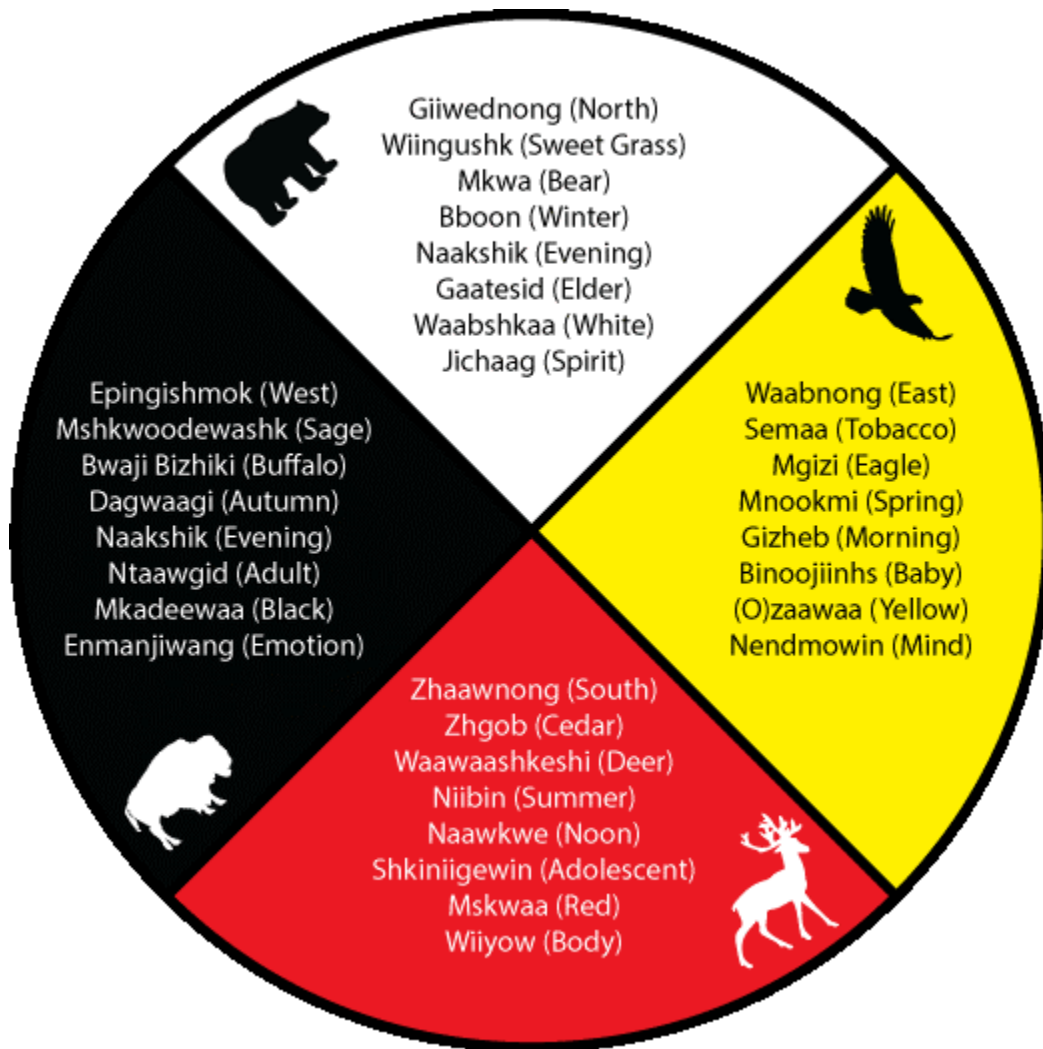 Giiwednong (North)
Wiingushk (Sweet Grass)
Mkwa (Bear)
Bboon (Winter)
Naakshik (Evening)
Gaatesid (Elder)
Waabshkaa (White)
Jichaag (Spirit)
Epingishmok (West)
Mshkwoodewashk (Sage)
Bwaji Bizhiki (Buffalo)
Dagwaagi (Autumn)
Naakshik (Evening)
Ntaawgid (Adult)
Mkadeewaa (Black)
Enmanjiwang (Emotion)
Waabnong (East)
Semaa (Tobacco)
Mgizi (Eagle)
Mnookmi (Spring)
Gizheb (Morning)
Binoojiinhs (Baby)
(O)zaawaa (Yellow)
Nendmowin (Mind)
Zhaawnong (South)
Zhgob (Cedar)
Waawaashkeshi (Deer)
Niibin (Summer)
Naawkwe (Noon)
Shkiniigewin (Adolescent)
Mskwaa (Red)
Wiiyow (Body)